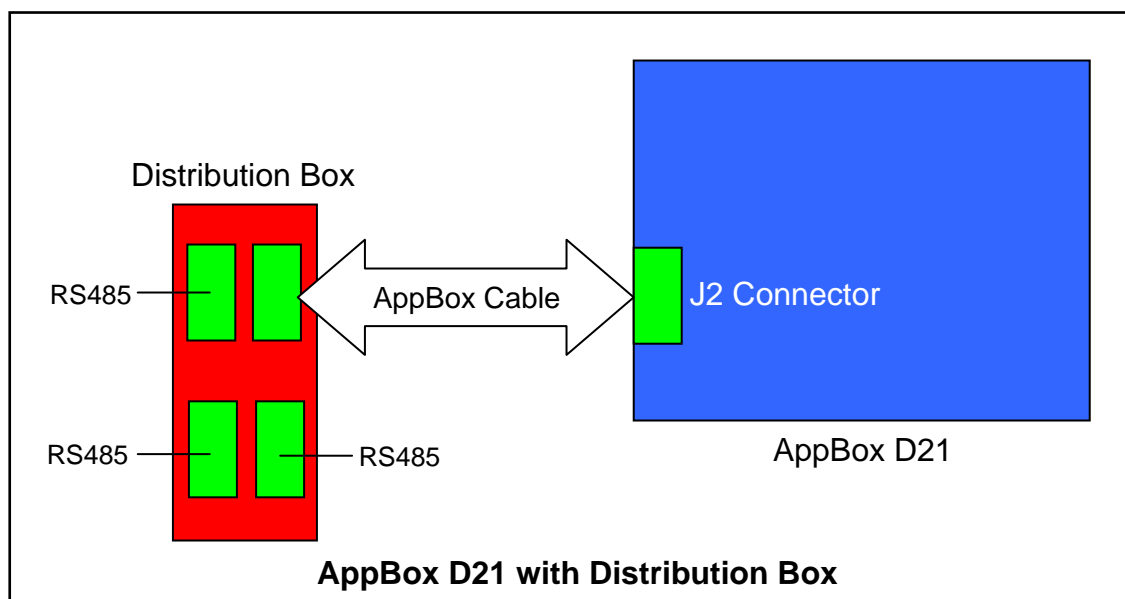 Distribution Box
RS485
AppBox Cable
J2 Connector
RS485
RS485
AppBox D21
AppBox D21 with Distribution Box